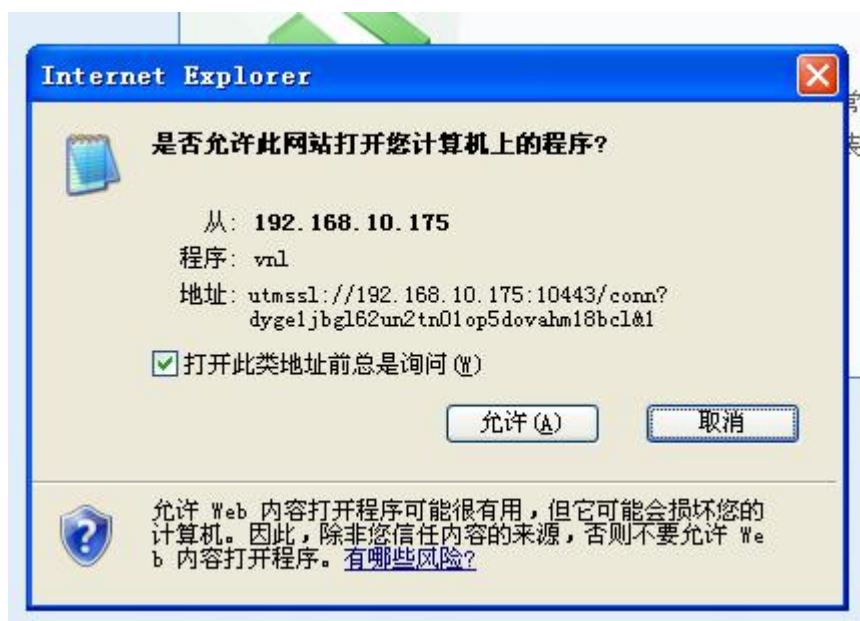 Internet Explorer
是否允许此网站打开您计算机上的程序?
从: 192.168.10.175
程序: vnl
地址: utmssl://192.168.10.175:10443/conn?
dyge1jbgl62un2tn01op5dovahm18bcl&1
打开此类地址前总是询问(W)
允许(A)
取消
允许 Web 内容打开程序可能很有用，但它可能会损坏您的
计算机。因此，除非您信任内容的来源，否则不要允许 We
b 内容打开程序。有哪些风险?